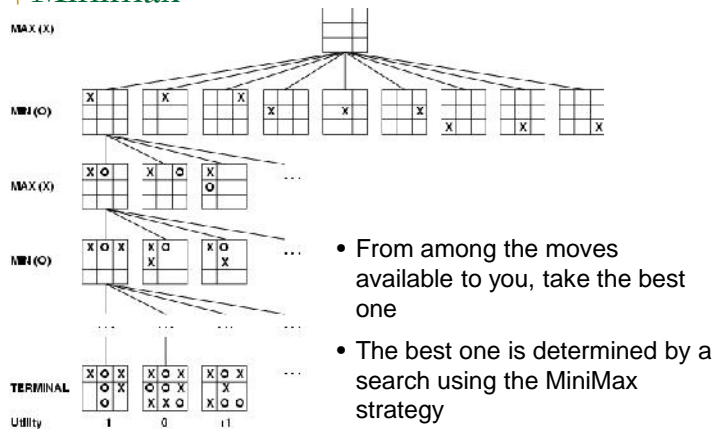 Minimax
MAX (X)
X X X X X X X X X
MIN (O)
X O X O X
MAX (X)
O
...
X O X X O X O
MIN (O)
X X
...
• From among the moves
available to you, take the best
one
• The best one is determined by a
search using the MiniMax
strategy
... ... ... ...
X O X X O X X O X
TERMINAL O X O O X X
O X X O X O O
...
Utility 1 0 +1